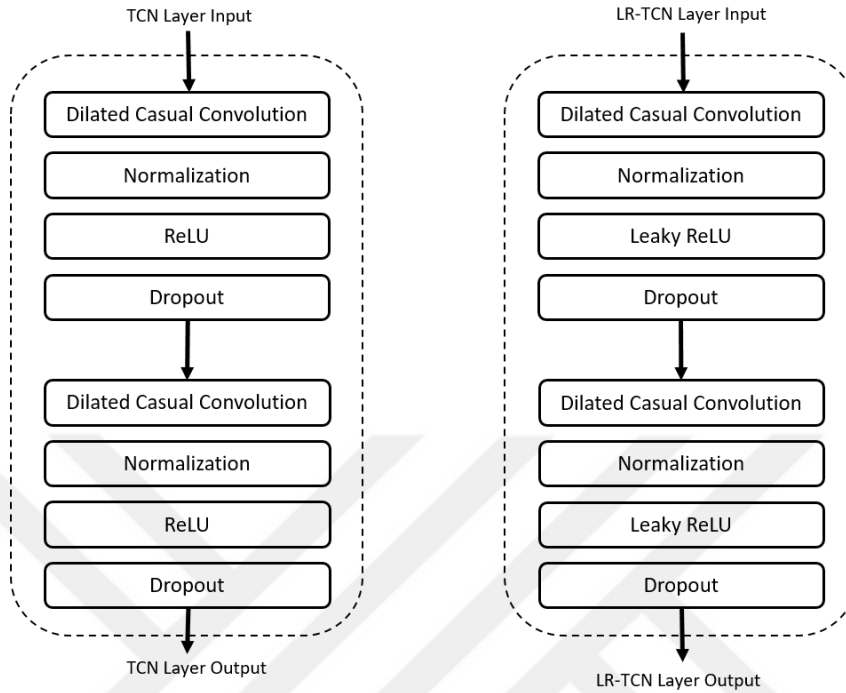 TCN Layer Input
Dilated Casual Convolution
Normalization
ReLU
Dropout
Dilated Casual Convolution
Normalization
ReLU
Dropout
TCN Layer Output
LR-TCN Layer Input
Dilated Casual Convolution
Normalization
Leaky ReLU
Dropout
Dilated Casual Convolution
Normalization
Leaky ReLU
Dropout
LR-TCN Layer Output